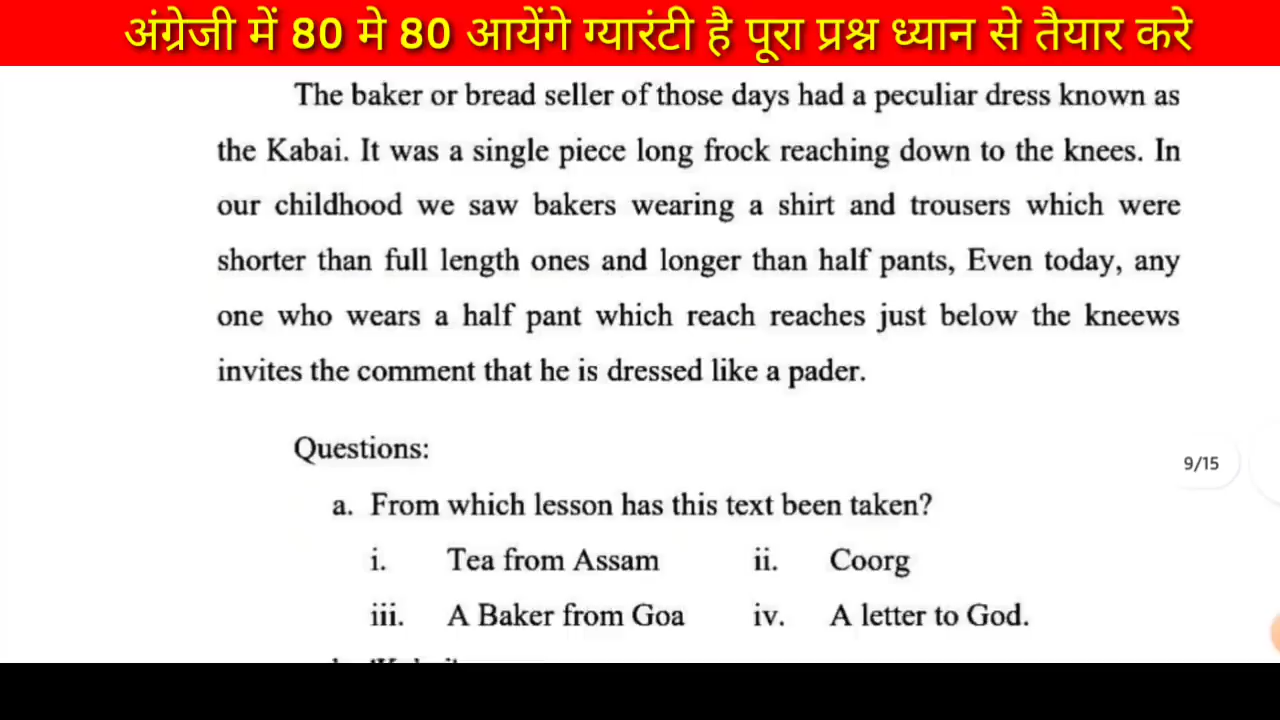 अंग्रेजी में 80 मे 80 आयेंगे ग्यारंटी है पूरा प्रश्न ध्यान से तैयार करे
The baker or bread seller of those days had a peculiar dress known as
the Kabai. It was a single piece long frock reaching down to the knees. In
our childhood we saw bakers wearing a shirt and trousers which were
shorter than full length ones and longer than half pants, Even today, any
one who wears a half pant which reach reaches just below the kneews
invites the comment that he is dressed like a pader.
Questions:
9/15
a. From which lesson has this text been taken?
i. Tea from Assam ii. Coorg
iii. A Baker from Goa iv. A letter to God.